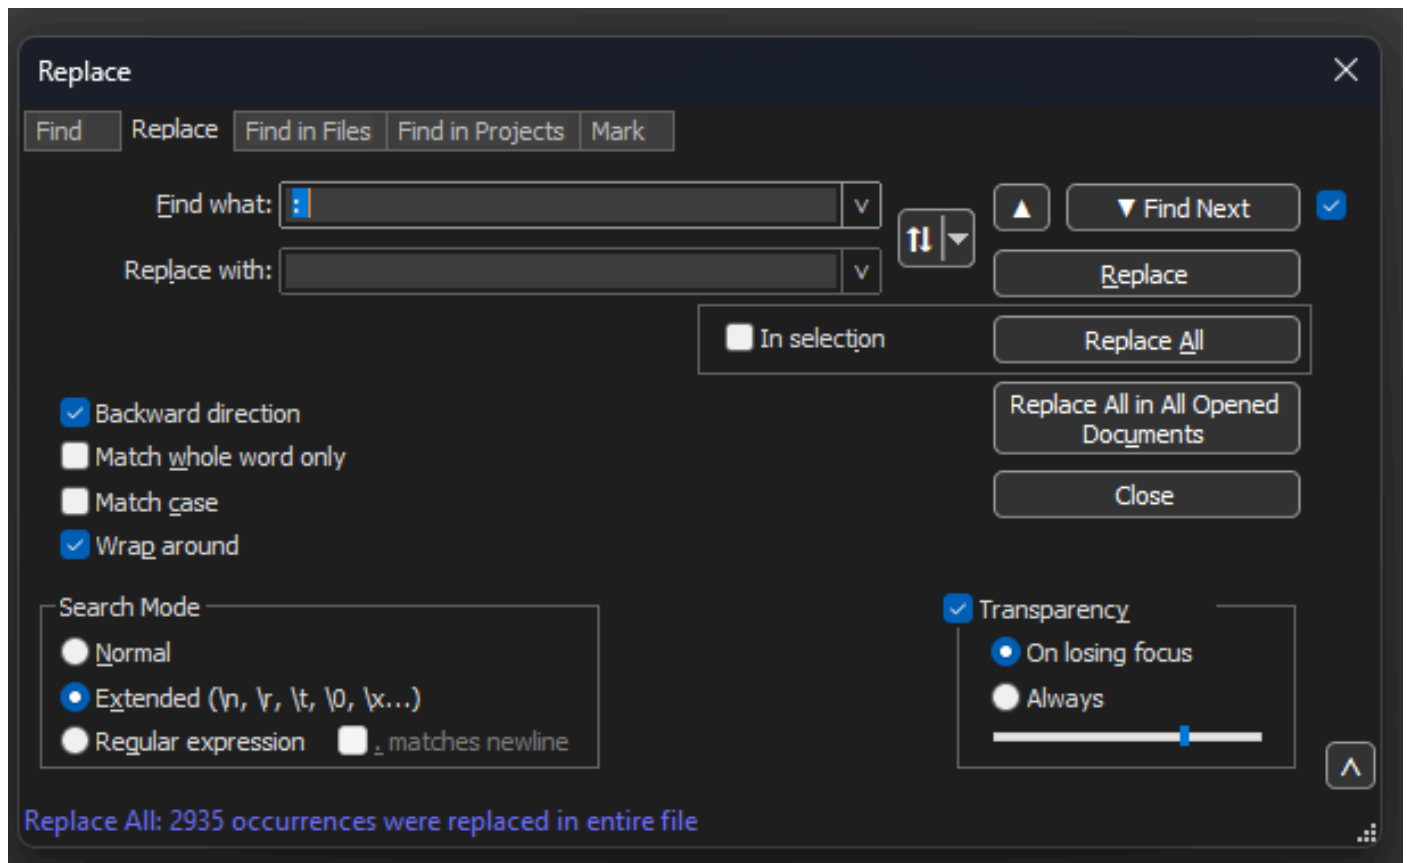 Replace
Find Replace Find in Files Find in Projects Mark
Find what: :
▼ Find Next
Replace with:
Replace
In selection
Replace All
Backward direction
Replace All in All Opened
Documents
Match whole word only
Match case
Close
Wrap around
Search Mode
Transparency
Normal
On losing focus
Extended (\n, \r, \t, \0, \x...)
Always
Regular expression . matches newline
Replace All: 2935 occurrences were replaced in entire file